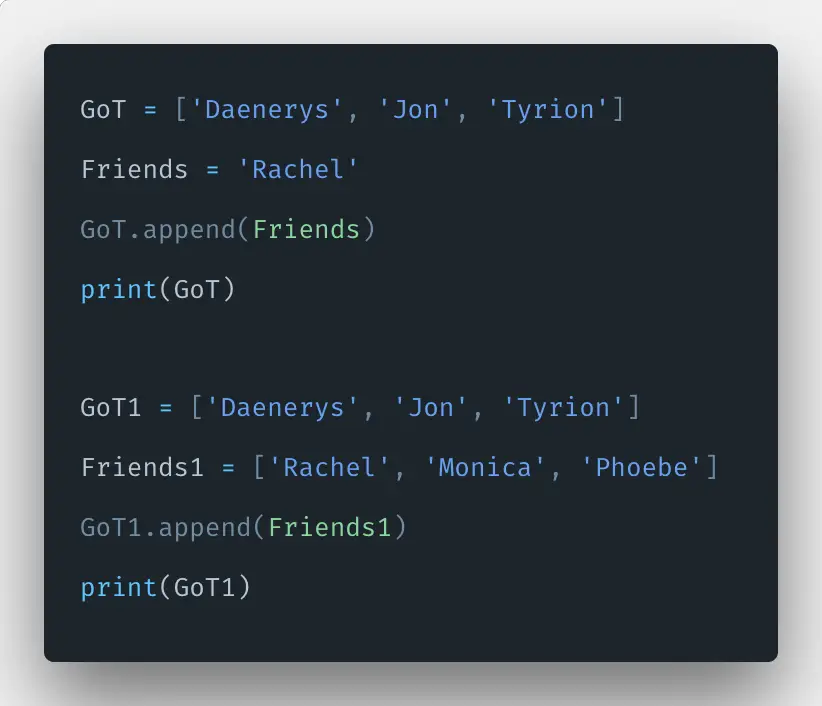 GoT = ['Daenerys', 'Jon', 'Tyrion']
Friends = 'Rachel'
GoT.append(Friends)
print(GoT)
GoT1 = ['Daenerys', 'Jon', 'Tyrion']
Friends1 = ['Rachel', 'Monica', 'Phoebe']
GoT1.append(Friends1)
print(GoT1)